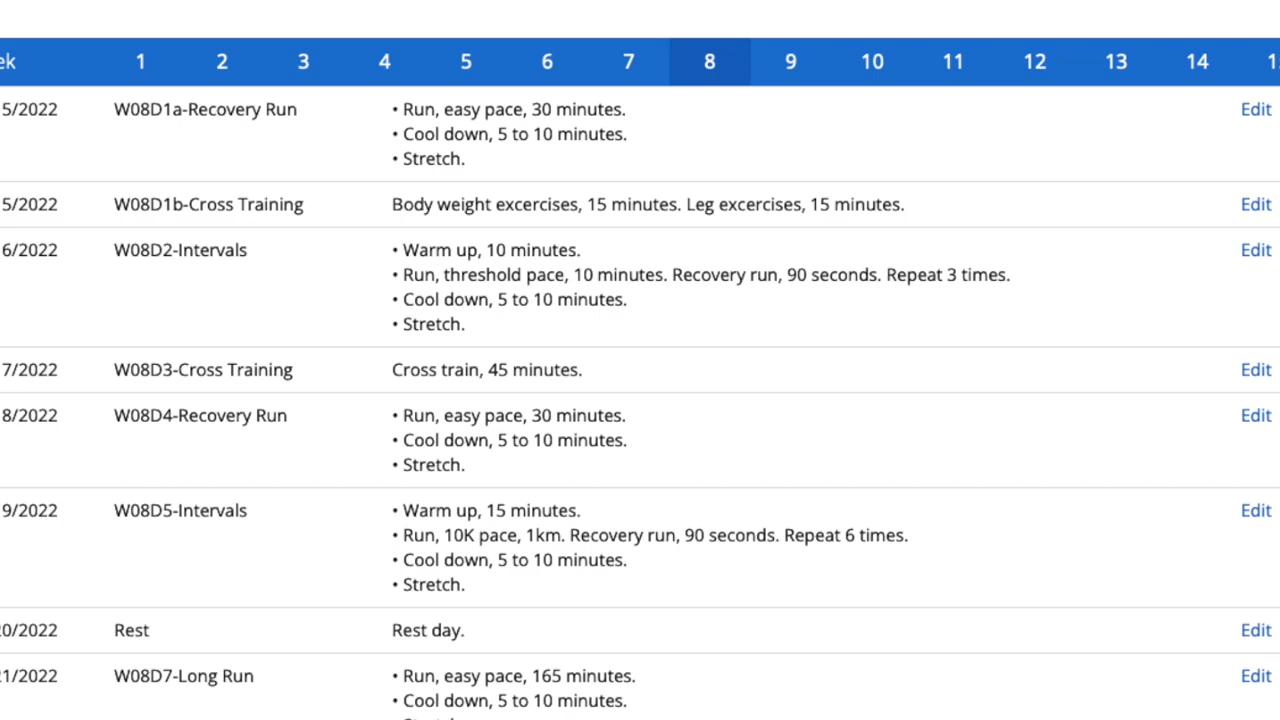 ek 1 2 3 4 5 6 7 8 9 10 11 12 13 14 1
5/2022 W08D1a-Recovery Run • Run, easy pace, 30 minutes. Edit
• Cool down, 5 to 10 minutes.
• Stretch.
5/2022 W08D1b-Cross Training Body weight excercises, 15 minutes. Leg excercises, 15 minutes. Edit
6/2022 W08D2-Intervals • Warm up, 10 minutes. Edit
• Run, threshold pace, 10 minutes. Recovery run, 90 seconds. Repeat 3 times.
• Cool down, 5 to 10 minutes.
• Stretch.
7/2022 W08D3-Cross Training Cross train, 45 minutes. Edit
8/2022 W08D4-Recovery Run • Run, easy pace, 30 minutes. Edit
• Cool down, 5 to 10 minutes.
• Stretch.
9/2022 W08D5-Intervals • Warm up, 15 minutes. Edit
• Run, 10K pace, 1km. Recovery run, 90 seconds. Repeat 6 times.
• Cool down, 5 to 10 minutes.
• Stretch.
20/2022 Rest Rest day. Edit
21/2022 W08D7-Long Run • Run, easy pace, 165 minutes. Edit
• Cool down, 5 to 10 minutes.